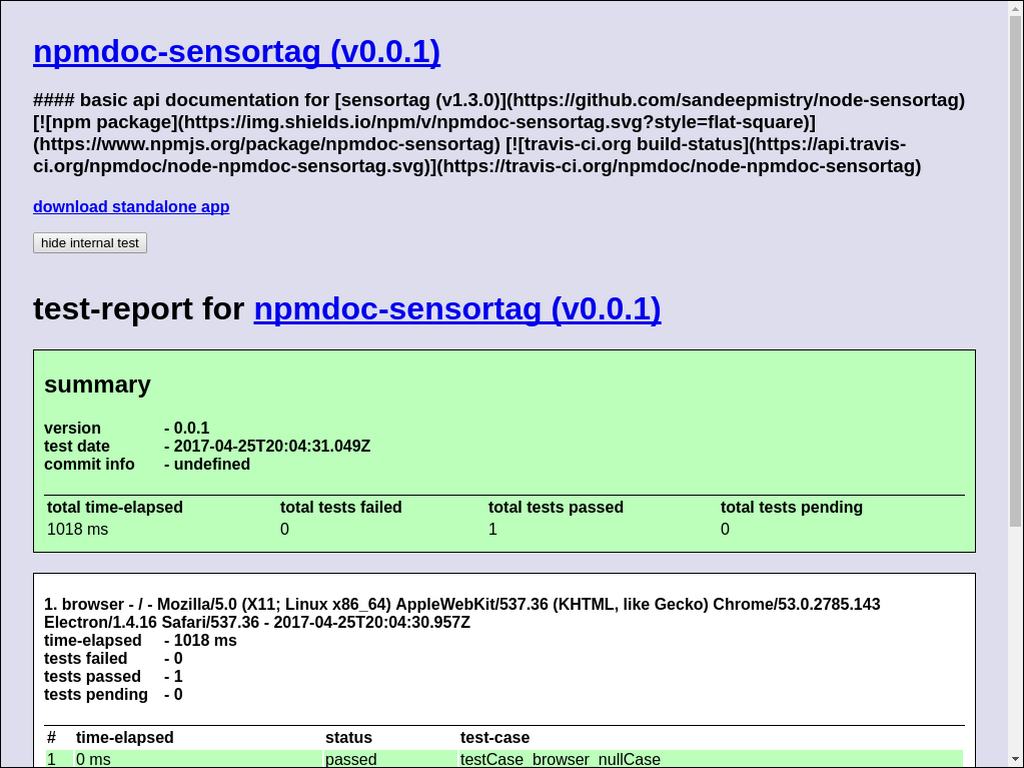 npmdoc-sensortag (v0.0.1)
#### basic api documentation for [sensortag (v1.3.0)](https://github.com/sandeepmistry/node-sensortag)
[![npm package](https://img.shields.io/npm/v/npmdoc-sensortag.svg?style=flat-square)]
(https://www.npmjs.org/package/npmdoc-sensortag) [![travis-ci.org build-status](https://api.travis-
ci.org/npmdoc/node-npmdoc-sensortag.svg)](https://travis-ci.org/npmdoc/node-npmdoc-sensortag)
download standalone app
hide internal test
test-report for npmdoc-sensortag (v0.0.1)
summary
version - 0.0.1
test date - 2017-04-25T20:04:31.049Z
commit info - undefined
total time-elapsed total tests failed total tests passed total tests pending
1018 ms 0 1 0
1. browser - / - Mozilla/5.0 (X11; Linux x86_64) AppleWebKit/537.36 (KHTML, like Gecko) Chrome/53.0.2785.143
Electron/1.4.16 Safari/537.36 - 2017-04-25T20:04:30.957Z
time-elapsed - 1018 ms
tests failed - 0
tests passed - 1
tests pending - 0
# time-elapsed status test-case
1 0 ms passed testCase_browser_nullCase